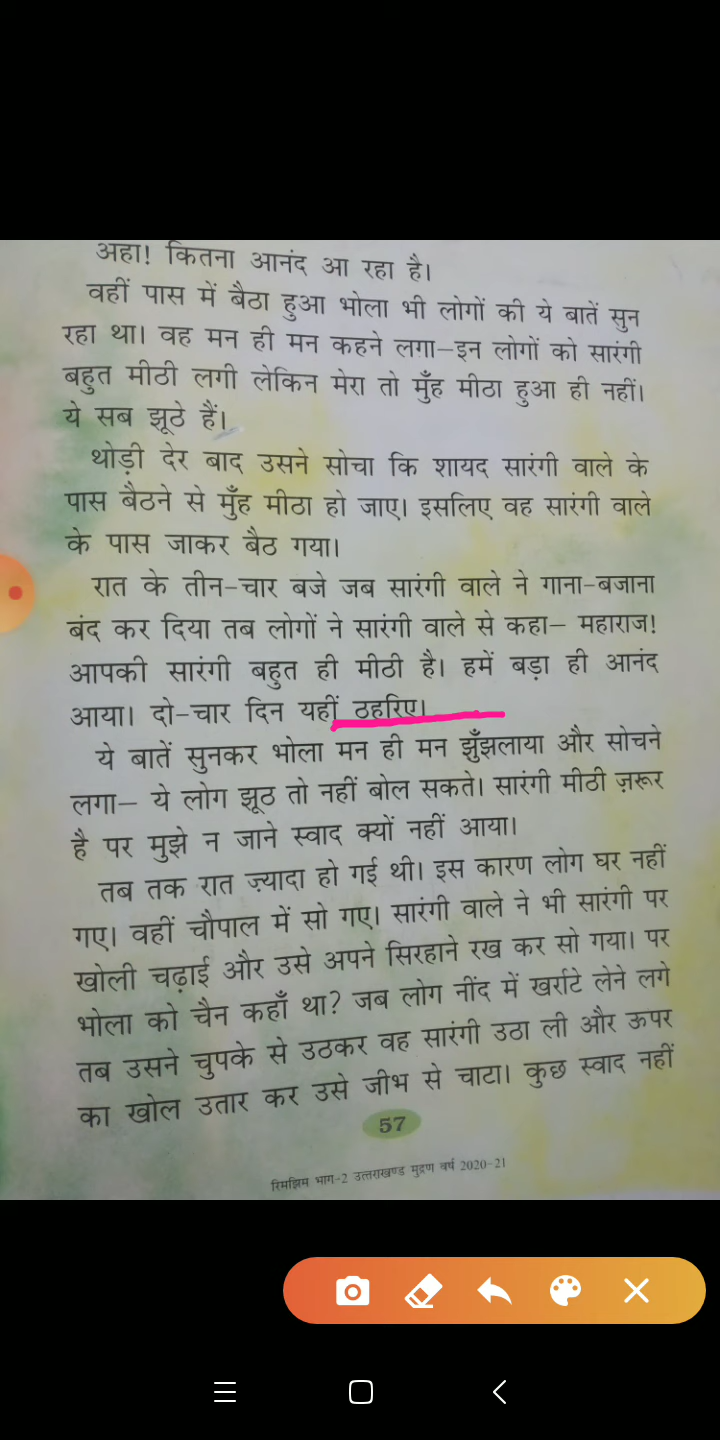 अहा! कितना आनंद आ रहा है।
वहीं पास में बैठा हुआ भोला भी लोगों की ये बातें सुन
रहा था। वह मन ही मन कहने लगा–इन लोगों को सारंगी
बहुत मीठी लगी लेकिन मेरा तो मुँह मीठा हुआ ही नहीं।
ये सब झूठे हैं।
थोड़ी देर बाद उसने सोचा कि शायद सारंगी वाले के
पास बैठने से मुँह मीठा हो जाए। इसलिए वह सारंगी वाले
के पास जाकर बैठ गया।
रात के तीन-चार बजे जब सारंगी वाले ने गाना-बजाना
बंद कर दिया तब लोगों ने सारंगी वाले से कहा– महाराज!
आपकी सारंगी बहुत ही मीठी है। हमें बड़ा ही आनंद
आया। दो-चार दिन यहीं ठहरिए।
ये बातें सुनकर भोला मन ही मन झुँझलाया और सोचने
लगा– ये लोग झूठ तो नहीं बोल सकते। सारंगी मीठी ज़रूर
है पर मुझे न जाने स्वाद क्यों नहीं आया।
तब तक रात ज़्यादा हो गई थी। इस कारण लोग घर नहीं
गए। वहीं चौपाल में सो गए। सारंगी वाले ने भी सारंगी पर
खोली चढ़ाई और उसे अपने सिरहाने रख कर सो गया। पर
भोला को चैन कहाँ था? जब लोग नींद में खर्राटे लेने लगे
तब उसने चुपके से उठकर वह सारंगी उठा ली और ऊपर
का खोल उतार कर उसे जीभ से चाटा। कुछ स्वाद नहीं
57
रिमझिम भाग-2 उत्तराखण्ड मुद्रण वर्ष 2020-21